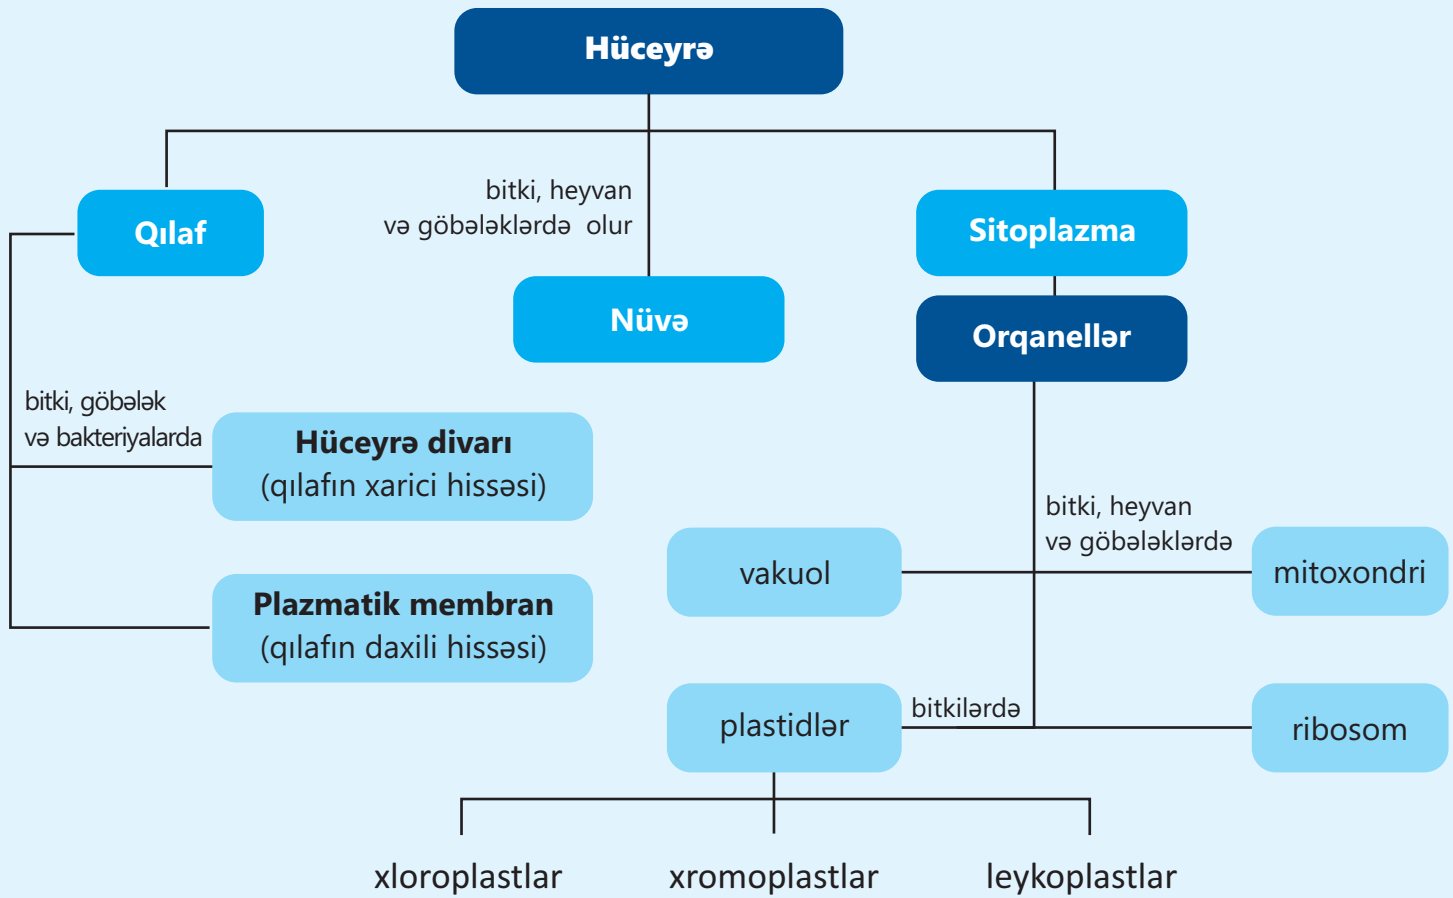 Hüceyrə
bitki, heyvan
və göbələklərdə olur
Qılaf
Sitoplazma
Nüvə
Orqanellər
bitki, göbələk
və bakteriyalarda
Hüceyrə divarı
(qılafın xarici hissəsi)
Plazmatik membran
(qılafın daxili hissəsi)
bitki, heyvan
və göbələklərdə
vakuol
mitoxondri
plastidlər
bitkilərdə
ribosom
xloroplastlar
xromoplastlar
leykoplastlar